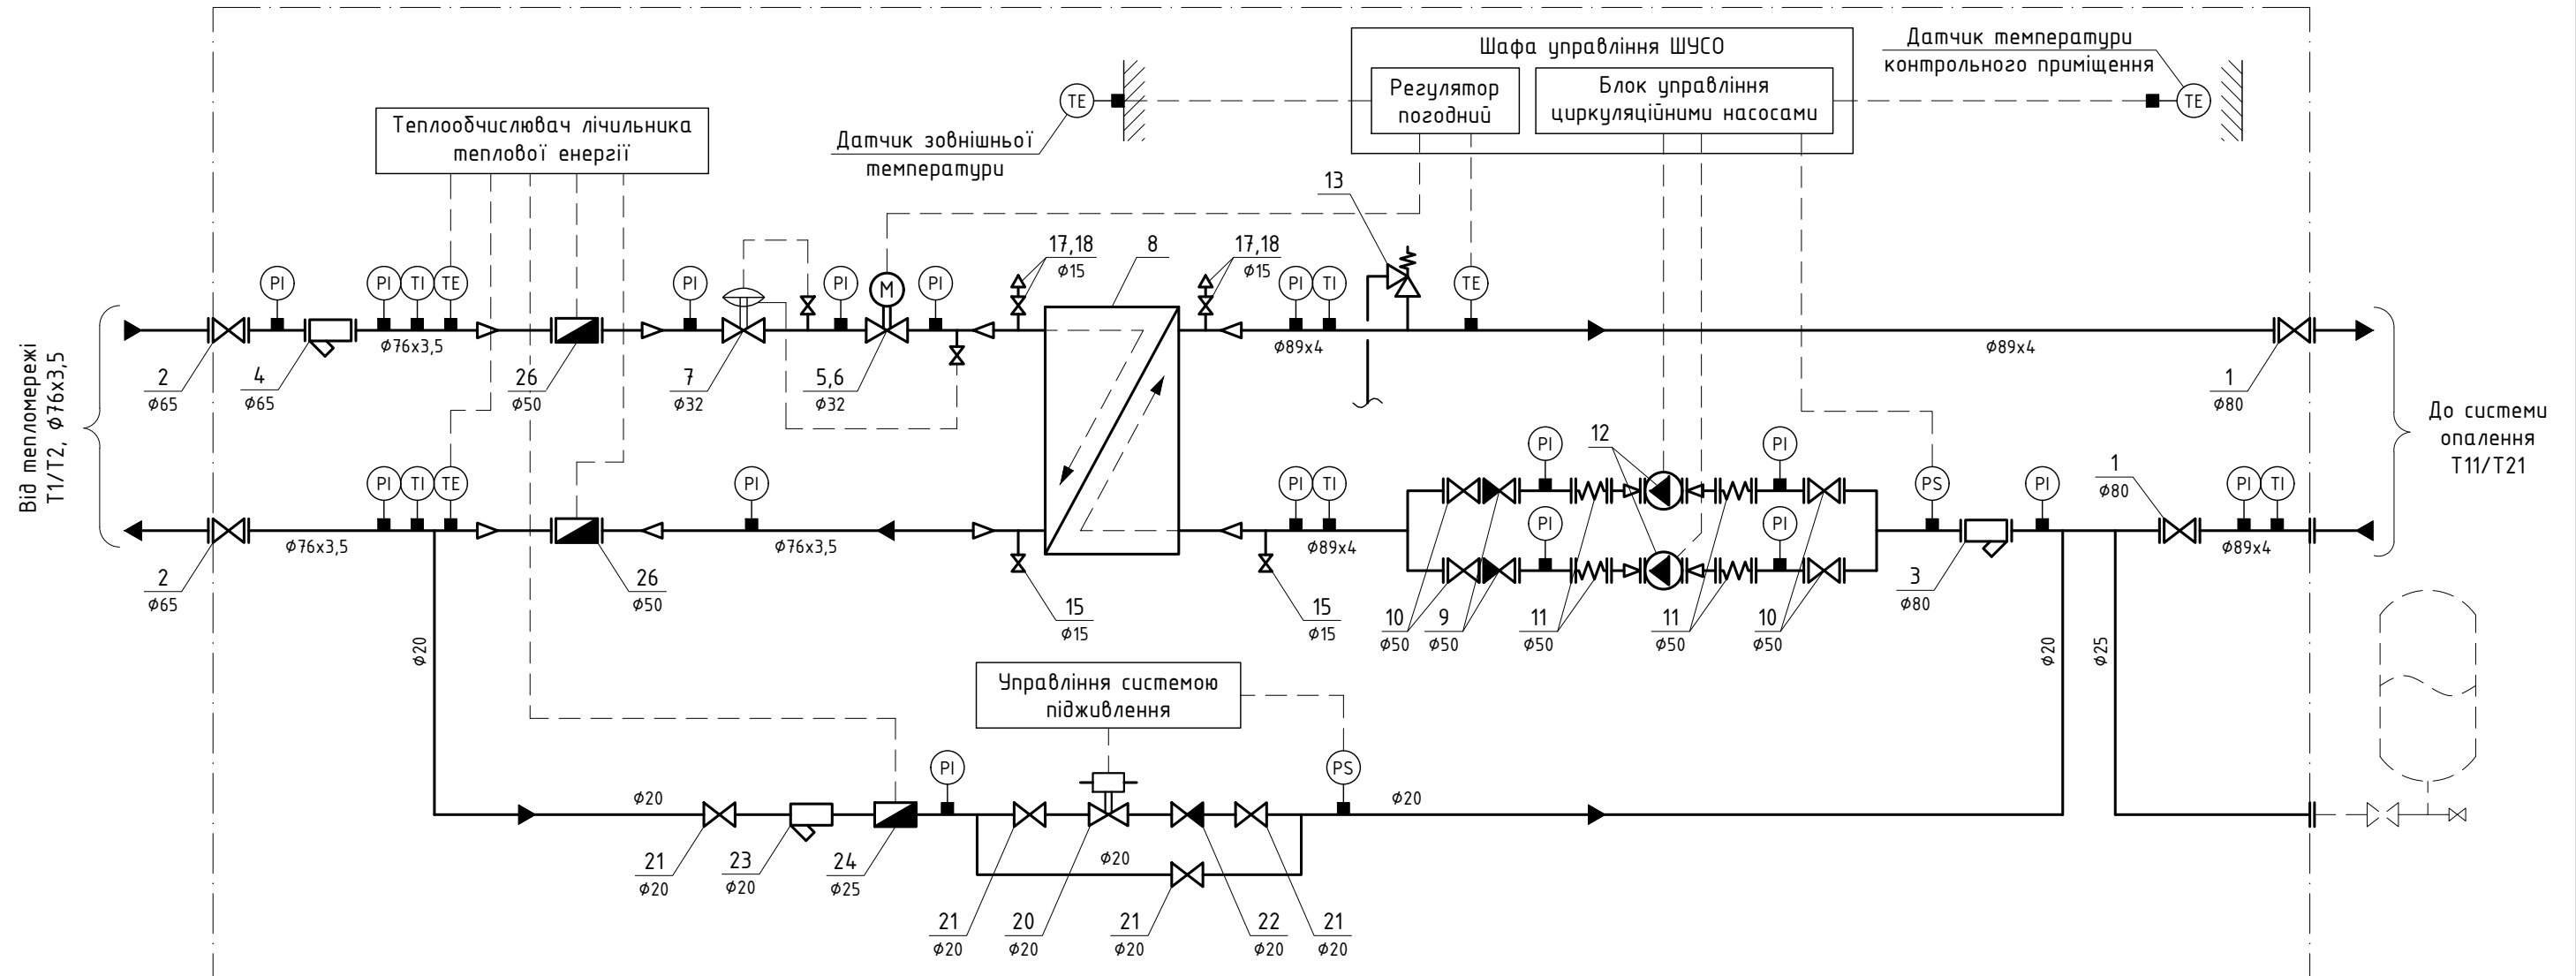 Шафа управління ШУСО
Регулятор
погодний
Блок управління
циркуляційними насосами
Датчик температури
контрольного приміщення
TE
TE
Датчик зовнішньої
температури
Теплообчислювач лічильника
теплової енергії
13
17,18
ϕ15
8
17,18
ϕ15
PI
PI
TI
TE
PI
PI
M
PI
PI
TI
TE
ϕ76x3,5
ϕ89x4
ϕ89x4
Від тепломережі
Т1/Т2, ϕ76x3,5
2
ϕ65
4
ϕ65
26
ϕ50
7
ϕ32
5,6
ϕ32
1
ϕ80
До системи
опалення
Т11/Т21
PI
TI
TE
PI
PI
TI
PI
12
PI
PS
PI
1
ϕ80
PI
TI
PI
PI
ϕ76x3,5
ϕ76x3,5
ϕ89x4
ϕ89x4
2
ϕ65
26
ϕ50
15
ϕ15
15
ϕ15
10
ϕ50
9
ϕ50
11
ϕ50
11
ϕ50
10
ϕ50
3
ϕ80
ϕ20
ϕ20
ϕ25
Управління системою
підживлення
PI
PS
ϕ20
ϕ20
ϕ20
21
ϕ20
23
ϕ20
24
ϕ25
21
ϕ20
20
ϕ20
21
ϕ20
22
ϕ20
21
ϕ20